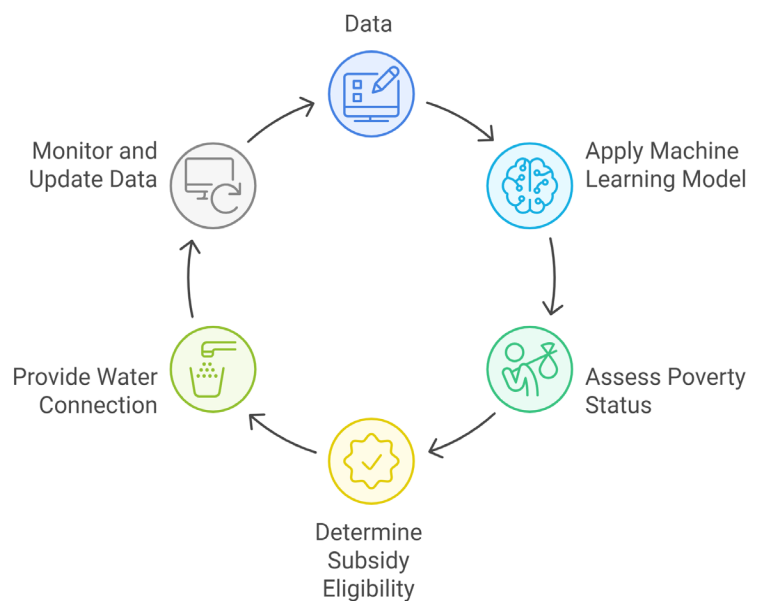 Data
Apply Machine
Learning Model
Assess Poverty
Status
Determine
Subsidy
Eligibility
Provide Water
Connection
Monitor and
Update Data